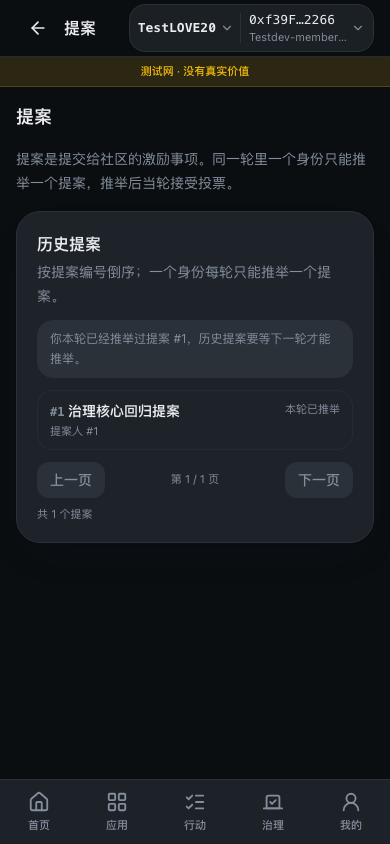 提案
TestLOVE20
0xf39F…2266
Testdev-member...
测试网 · 没有真实价值
提案
提案是提交给社区的激励事项。同一轮里一个身份只能推
举一个提案，推举后当轮接受投票。
历史提案
按提案编号倒序；一个身份每轮只能推举一个提
案。
你本轮已经推举过提案 #1，历史提案要等下一轮才能
推举。
#1 治理核心回归提案
本轮已推举
提案人 #1
上一页
第 1 / 1 页
下一页
共 1 个提案
首页
应用
行动
治理
我的